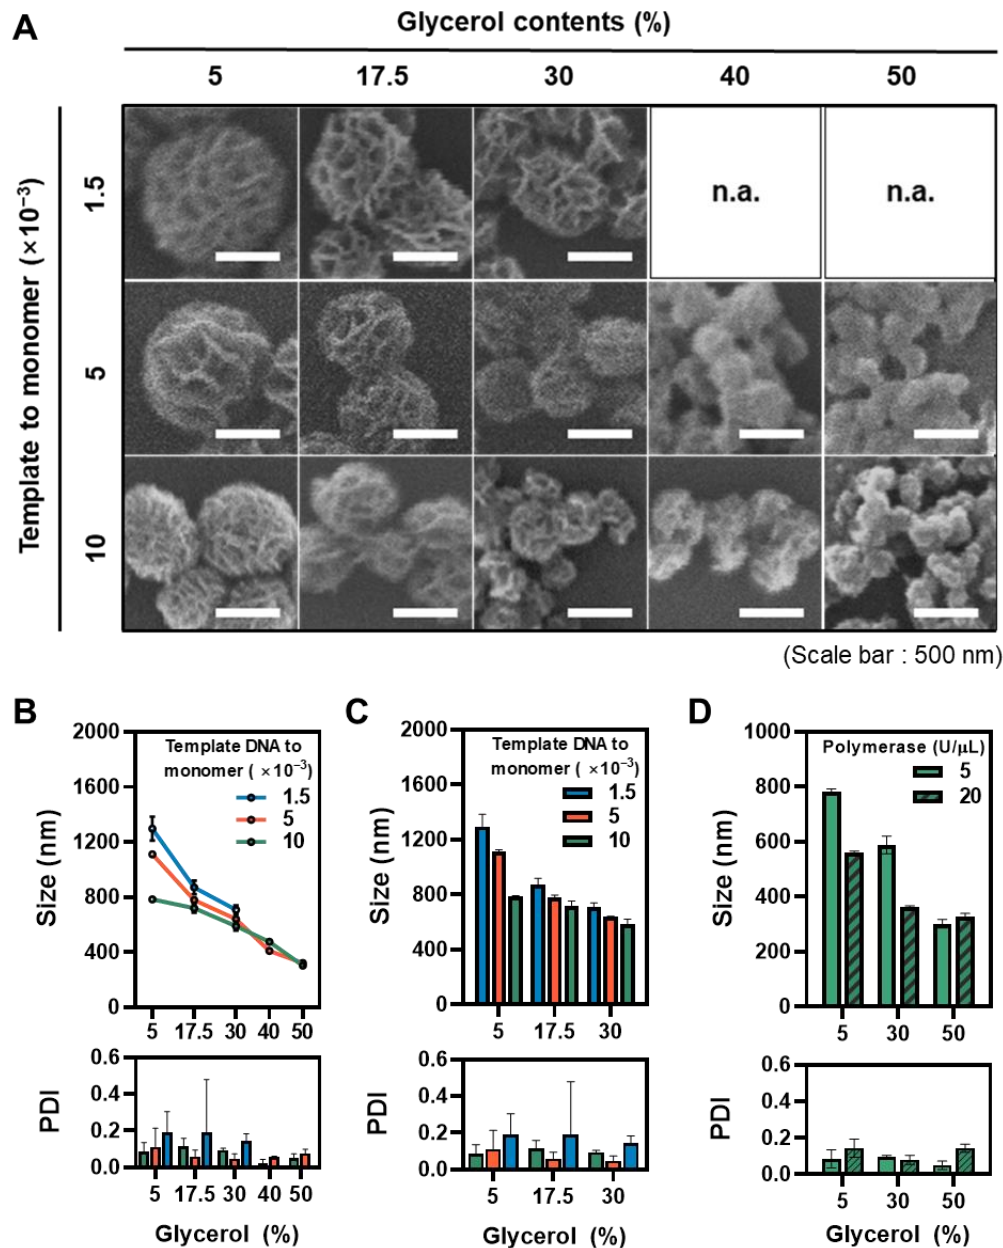 A
Glycerol contents (%)
5 17.5 30 40 50
Template to monomer (×10⁻³)
1.5
n.a. n.a.
5
10
(Scale bar : 500 nm)
B
Size (nm)
2000
1600
1200
800
400
0
Template DNA to
monomer ( ×10⁻³)
1.5
5
10
5 17.5 30 40 50
PDI
0.6
0.4
0.2
0.0
5 17.5 30 40 50
Glycerol (%)
C
Size (nm)
2000
1600
1200
800
400
0
Template DNA to
monomer ( ×10⁻³)
1.5
5
10
5 17.5 30
PDI
0.6
0.4
0.2
0.0
5 17.5 30
Glycerol (%)
D
Size (nm)
1000
800
600
400
200
0
Polymerase (U/μL)
5
20
5 30 50
PDI
0.6
0.4
0.2
0.0
5 30 50
Glycerol (%)